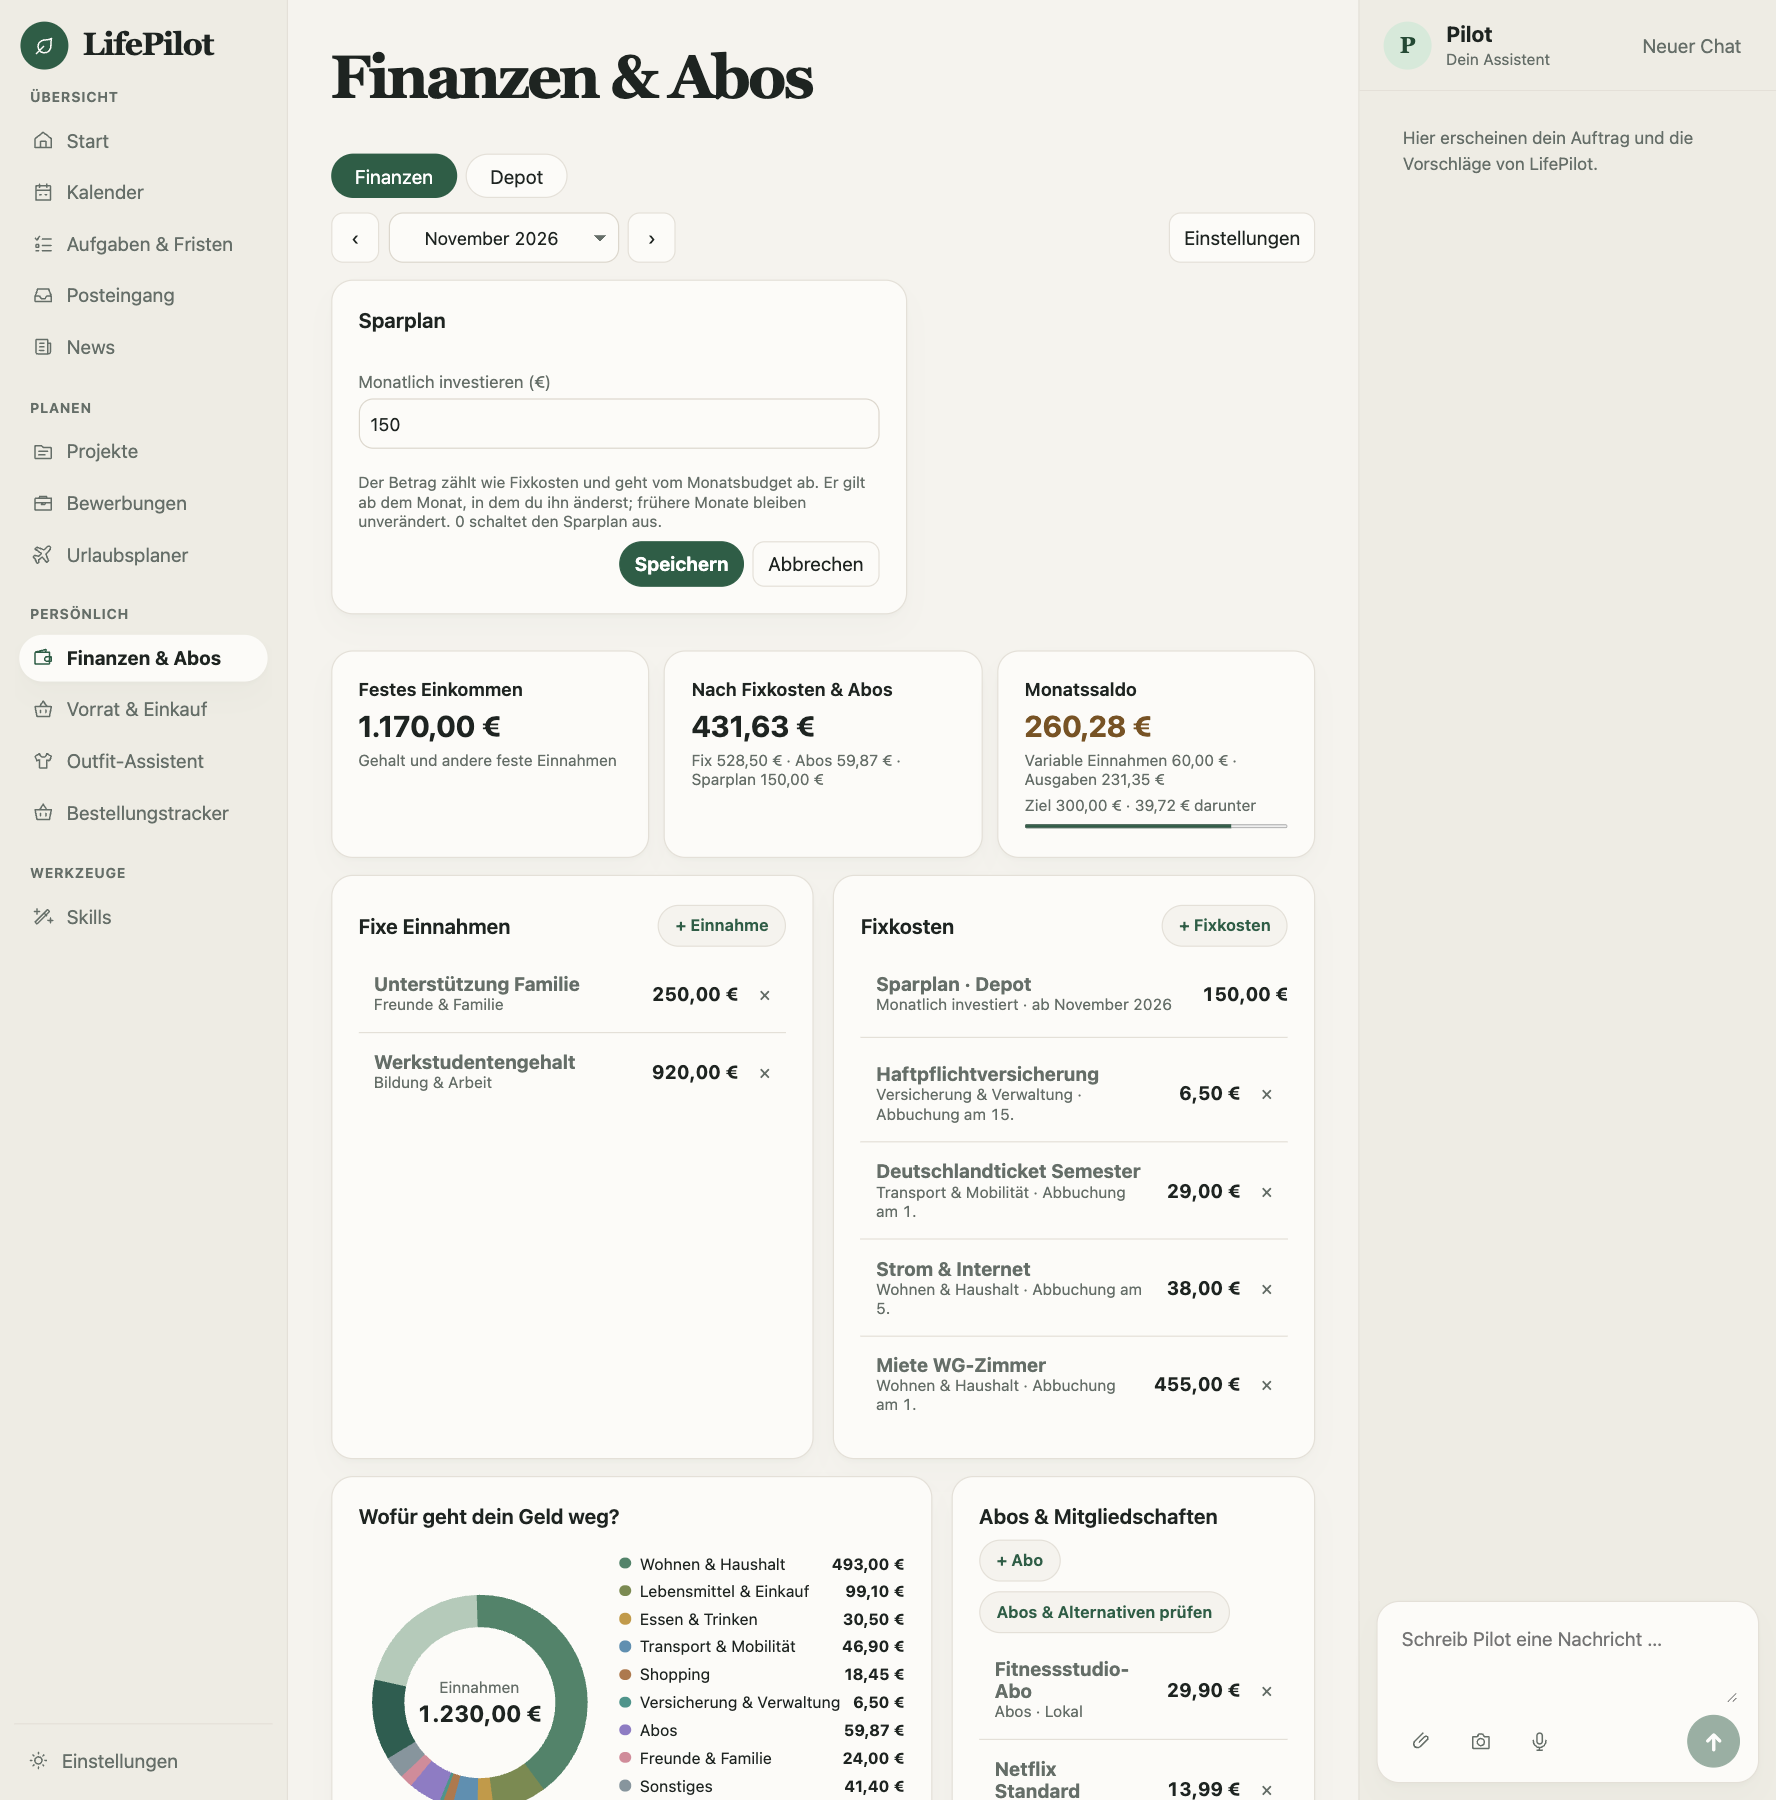 LifePilot
ÜBERSICHT
Start
Kalender
Aufgaben & Fristen
Posteingang
News
PLANEN
Projekte
Bewerbungen
Urlaubsplaner
PERSÖNLICH
Finanzen & Abos
Vorrat & Einkauf
Outfit-Assistent
Bestellungstracker
WERKZEUGE
Skills
Einstellungen
Finanzen & Abos
Finanzen
Depot
‹
November 2026
›
Einstellungen
Sparplan
Monatlich investieren (€)
150
Der Betrag zählt wie Fixkosten und geht vom Monatsbudget ab. Er gilt
ab dem Monat, in dem du ihn änderst; frühere Monate bleiben
unverändert. 0 schaltet den Sparplan aus.
Speichern
Abbrechen
Festes Einkommen
1.170,00 €
Gehalt und andere feste Einnahmen
Nach Fixkosten & Abos
431,63 €
Fix 528,50 € · Abos 59,87 € ·
Sparplan 150,00 €
Monatssaldo
260,28 €
Variable Einnahmen 60,00 € ·
Ausgaben 231,35 €
Ziel 300,00 € · 39,72 € darunter
Fixe Einnahmen
+ Einnahme
Unterstützung Familie
Freunde & Familie
250,00 € ×
Werkstudentengehalt
Bildung & Arbeit
920,00 € ×
Fixkosten
+ Fixkosten
Sparplan · Depot
Monatlich investiert · ab November 2026
150,00 €
Haftpflichtversicherung
Versicherung & Verwaltung ·
Abbuchung am 15.
6,50 € ×
Deutschlandticket Semester
Transport & Mobilität · Abbuchung
am 1.
29,00 € ×
Strom & Internet
Wohnen & Haushalt · Abbuchung am
5.
38,00 € ×
Miete WG-Zimmer
Wohnen & Haushalt · Abbuchung
am 1.
455,00 € ×
Wofür geht dein Geld weg?
Einnahmen
1.230,00 €
Wohnen & Haushalt 493,00 €
Lebensmittel & Einkauf 99,10 €
Essen & Trinken 30,50 €
Transport & Mobilität 46,90 €
Shopping 18,45 €
Versicherung & Verwaltung 6,50 €
Abos 59,87 €
Freunde & Familie 24,00 €
Sonstiges 41,40 €
Abos & Mitgliedschaften
+ Abo
Abos & Alternativen prüfen
Fitnessstudio-
Abo
Abos · Lokal
29,90 € ×
Netflix
Standard
13,99 € ×
P
Pilot
Dein Assistent
Neuer Chat
Hier erscheinen dein Auftrag und die
Vorschläge von LifePilot.
Schreib Pilot eine Nachricht ...